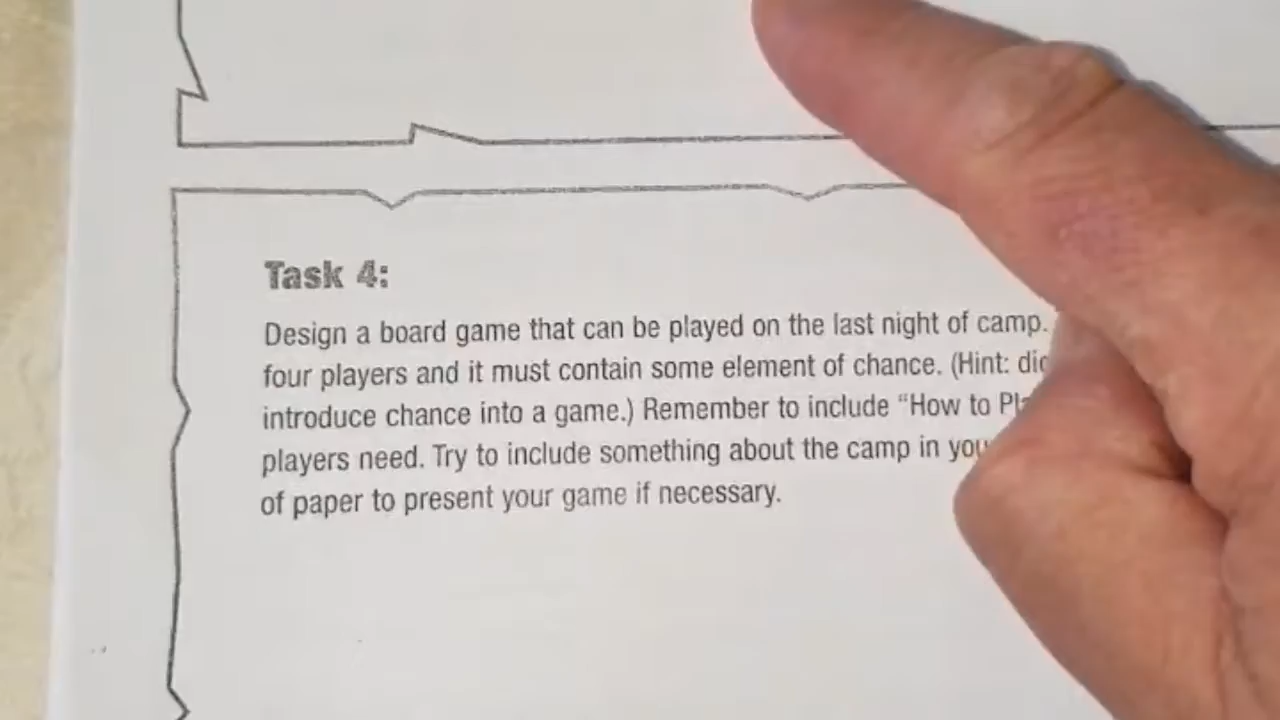 Task 4:
Design a board game that can be played on the last night of camp.
four players and it must contain some element of chance. (Hint:
introduce chance into a game.) Remember to include “How to
players need. Try to include something about the camp in
of paper to present your game if necessary.